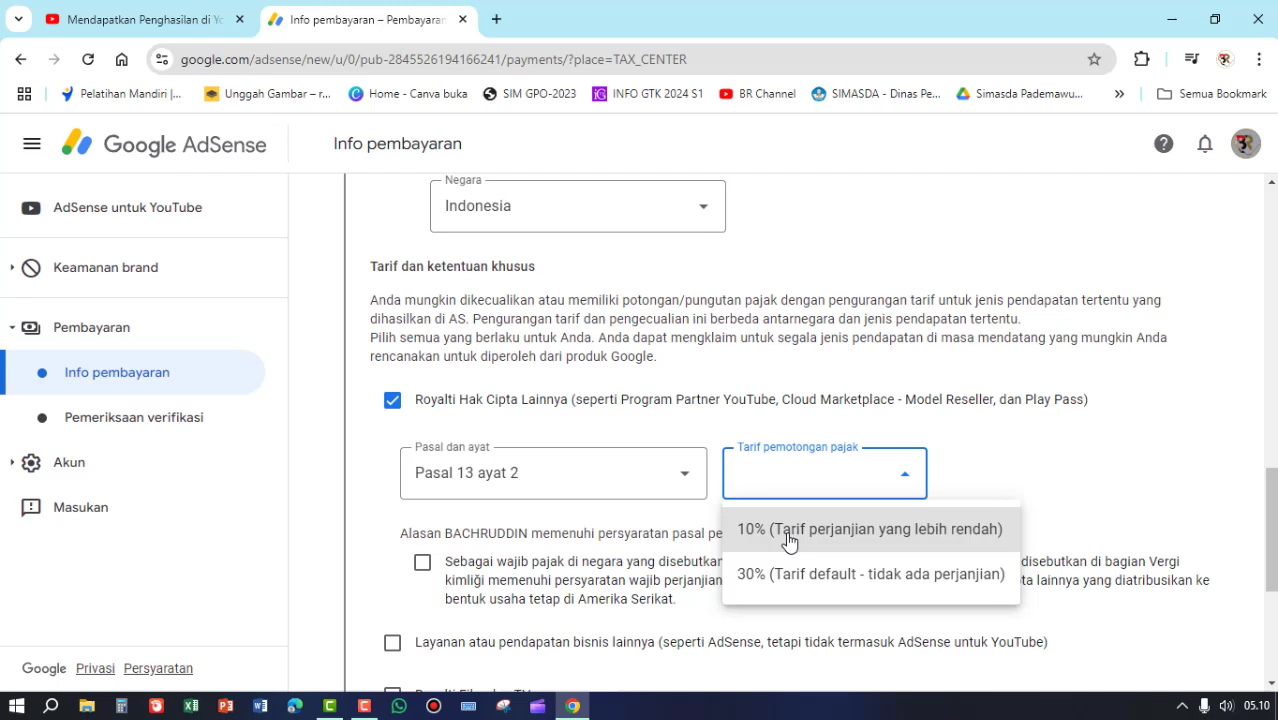 Mendapatkan Penghasilan di Yo
Info pembayaran – Pembayaran
google.com/adsense/new/u/0/pub-2845526194166241/payments/?place=TAX_CENTER
Pelatihan Mandiri |...
Unggah Gambar – r...
Home - Canva buka
SIM GPO-2023
INFO GTK 2024 S1
BR Channel
SIMASDA - Dinas Pe...
Simasda Pademawu...
»
Semua Bookmark
Google AdSense
Info pembayaran
AdSense untuk YouTube
Keamanan brand
Pembayaran
Info pembayaran
Pemeriksaan verifikasi
Akun
Masukan
Google Privasi Persyaratan
Negara
Indonesia
Tarif dan ketentuan khusus
Anda mungkin dikecualikan atau memiliki potongan/pungutan pajak dengan pengurangan tarif untuk jenis pendapatan tertentu yang
dihasilkan di AS. Pengurangan tarif dan pengecualian ini berbeda antarnegara dan jenis pendapatan tertentu.
Pilih semua yang berlaku untuk Anda. Anda dapat mengklaim untuk segala jenis pendapatan di masa mendatang yang mungkin Anda
rencanakan untuk diperoleh dari produk Google.
Royalti Hak Cipta Lainnya (seperti Program Partner YouTube, Cloud Marketplace - Model Reseller, dan Play Pass)
Pasal dan ayat
Pasal 13 ayat 2
Tarif pemotongan pajak
10% (Tarif perjanjian yang lebih rendah)
30% (Tarif default - tidak ada perjanjian)
Alasan BACHRUDDIN memenuhi persyaratan pasal pe
Sebagai wajib pajak di negara yang disebutkan disebutkan di bagian Vergi
kimliği memenuhi persyaratan wajib perjanjian pta lainnya yang diatribusikan ke
bentuk usaha tetap di Amerika Serikat.
Layanan atau pendapatan bisnis lainnya (seperti AdSense, tetapi tidak termasuk AdSense untuk YouTube)
05.10